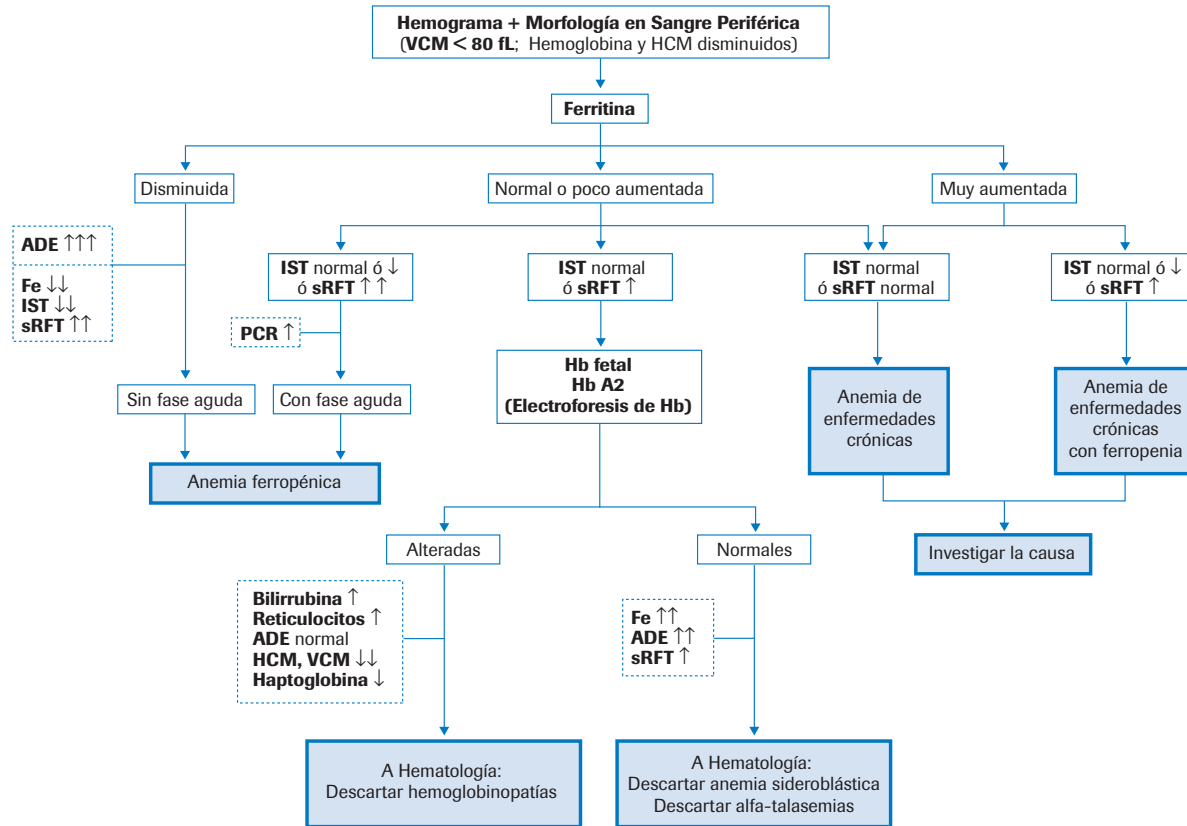 Hemograma + Morfología en Sangre Periférica
(VCM < 80 fL; Hemoglobina y HCM disminuidos)
Ferritina
Disminuida
Normal o poco aumentada
Muy aumentada
ADE ↑↑↑
Fe ↓↓
IST ↓↓
sRFT ↑↑
IST normal ó ↓
ó sRFT ↑ ↑
IST normal
ó sRFT ↑
IST normal
ó sRFT normal
IST normal ó ↓
ó sRFT ↑
PCR ↑
Hb fetal
Hb A2
(Electroforesis de Hb)
Anemia de
enfermedades
crónicas
Anemia de
enfermedades
crónicas
con ferropenia
Sin fase aguda
Con fase aguda
Anemia ferropénica
Alteradas
Normales
Investigar la causa
Bilirrubina ↑
Reticulocitos ↑
ADE normal
HCM, VCM ↓↓
Haptoglobina ↓
Fe ↑↑
ADE ↑↑
sRFT ↑
A Hematología:
Descartar hemoglobinopatías
A Hematología:
Descartar anemia sideroblástica
Descartar alfa-talasemias